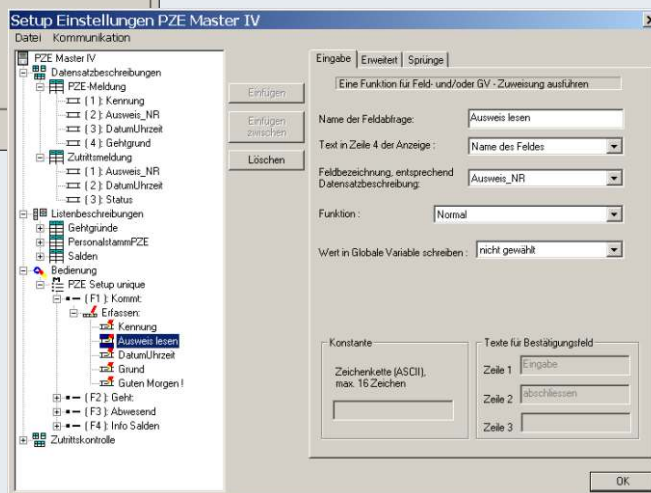 Setup Einstellungen PZE Master IV
Datei Kommunikation
PZE Master IV
Datensatzbeschreibungen
PZE-Meldung
( 1 ): Kennung
( 2 ): Ausweis_NR
( 3 ): DatumUhrzeit
( 4 ): Gehtgrund
Zutrittsmeldung
( 1 ): Ausweis_NR
( 2 ): DatumUhrzeit
( 3 ): Status
Listenbeschreibungen
Gehtgründe
PersonalstammPZE
Salden
Bedienung
PZE Setup unique
( F1 ): Kommt:
Erfassen:
Kennung
Ausweis lesen
DatumUhrzeit
Grund
Guten Morgen !
( F2 ): Geht:
( F3 ): Abwesend
( F4 ): Info Salden
Zutrittskontrolle
Einfügen
Einfügen
zwischen
Löschen
Eingabe Erweitert Sprünge
Eine Funktion für Feld- und/oder GV - Zuweisung ausführen
Name der Feldabfrage: Ausweis lesen
Text in Zeile 4 der Anzeige : Name des Feldes
Feldbezeichnung, entsprechend
Datensatzbeschreibung: Ausweis_NR
Funktion : Normal
Wert in Globale Variable schreiben : nicht gewählt
Konstante
Zeichenkette (ASCII),
max. 16 Zeichen
Texte für Bestätigungsfeld
Zeile 1 Eingabe
Zeile 2 abschliessen
Zeile 3
OK